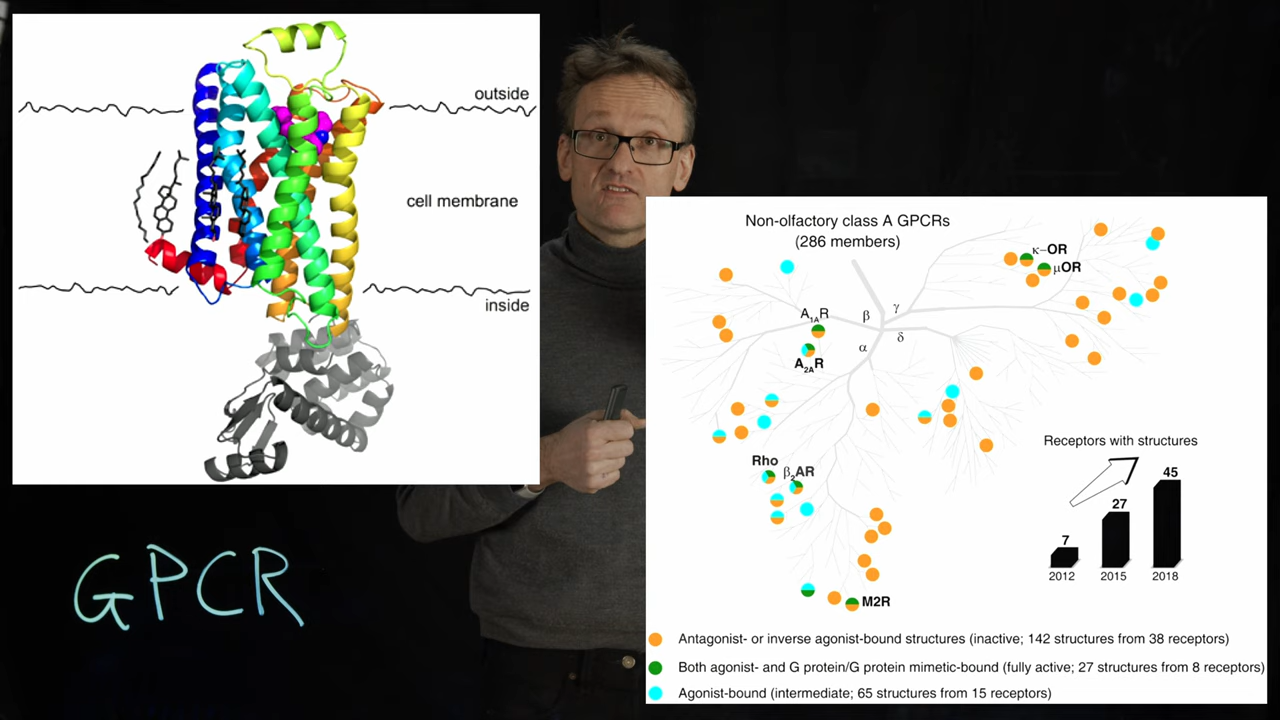 outside
cell membrane
inside
GPCR
Non-olfactory class A GPCRs
(286 members)
κ-OR
μOR
A1AR
A2AR
β
γ
α
δ
Rho
β2AR
M2R
Receptors with structures
7
27
45
2012
2015
2018
Antagonist- or inverse agonist-bound structures (inactive; 142 structures from 38 receptors)
Both agonist- and G protein/G protein mimetic-bound (fully active; 27 structures from 8 receptors)
Agonist-bound (intermediate; 65 structures from 15 receptors)